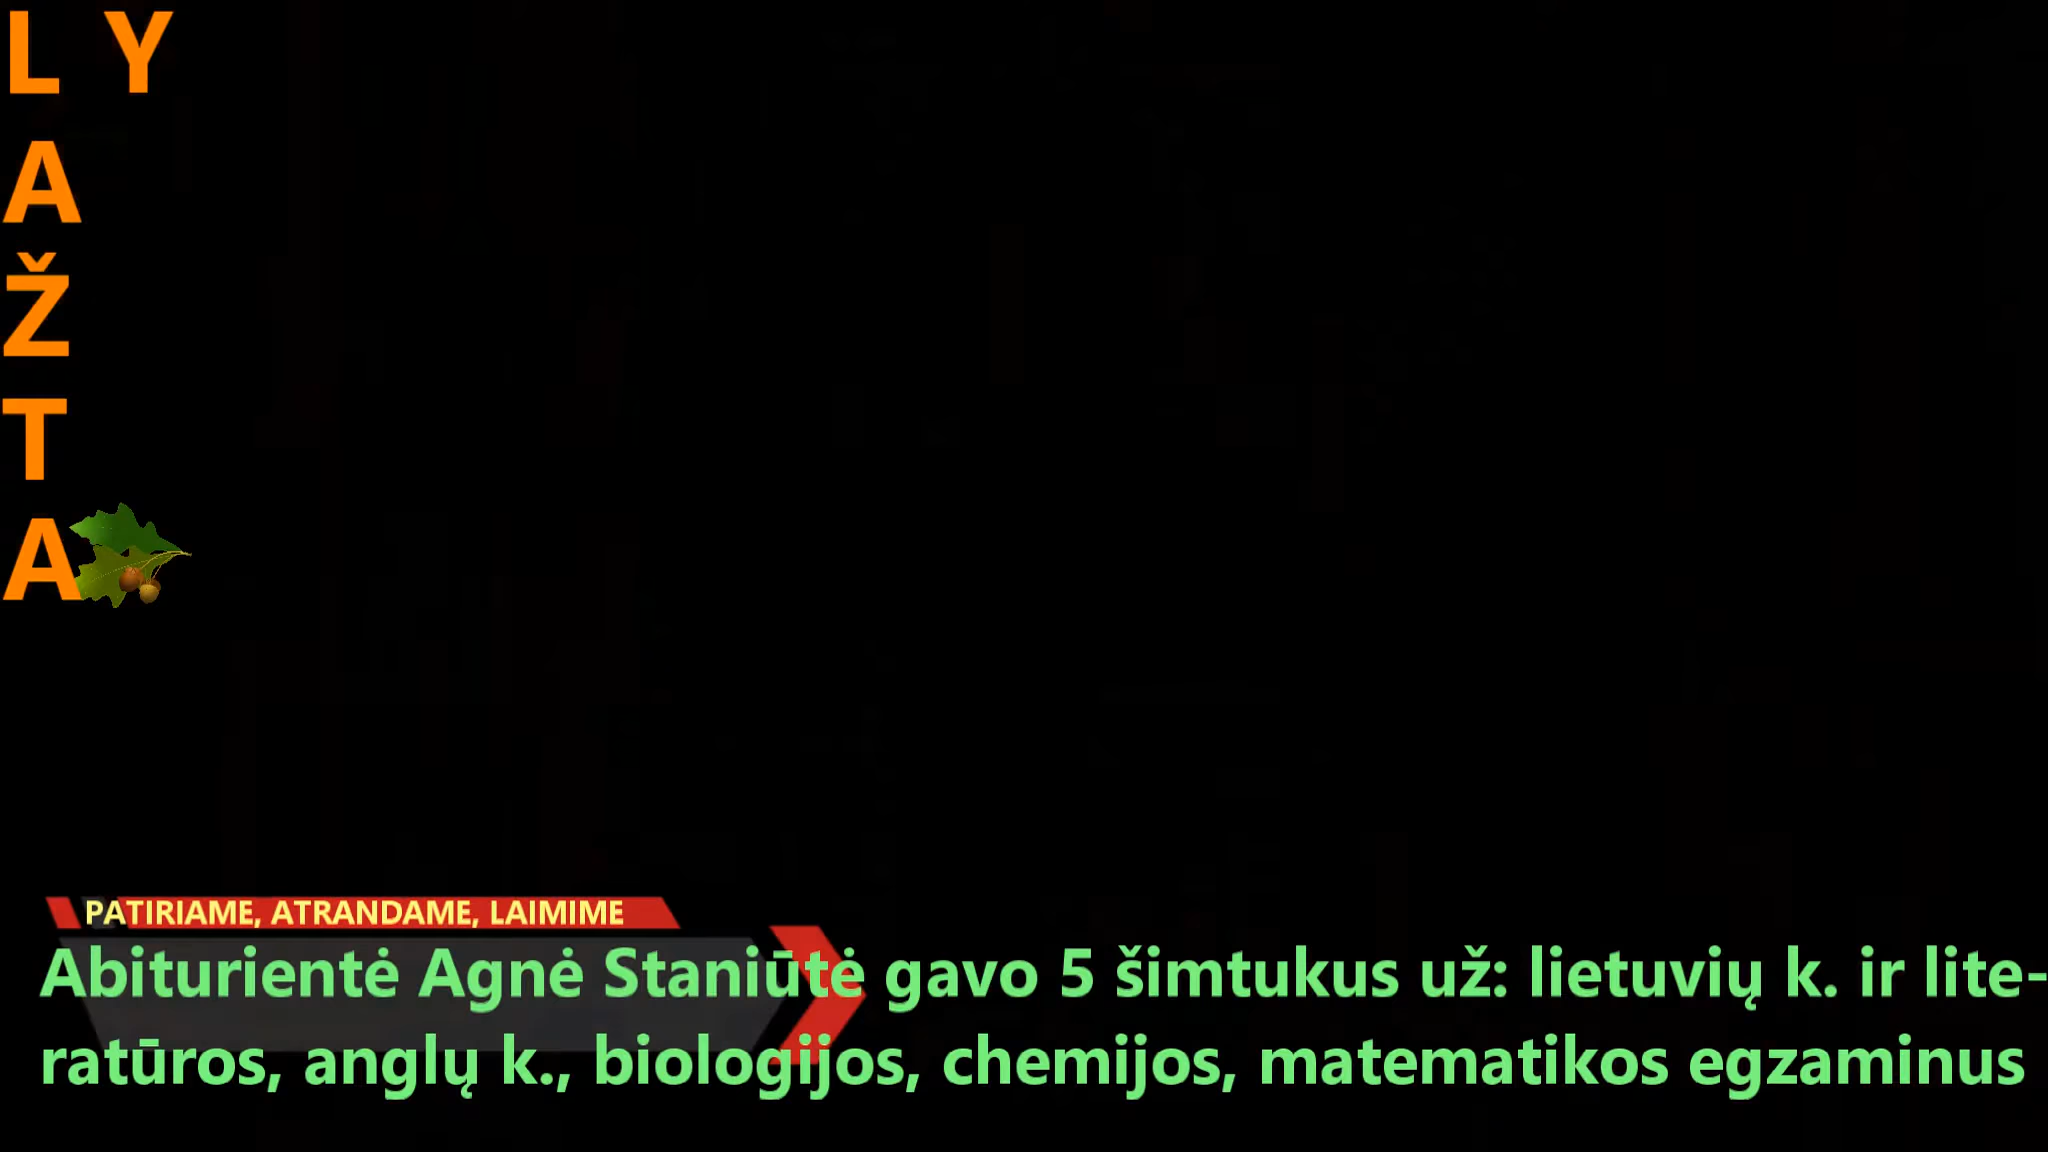 L Y
A
Ž
T
A
PATIRIAME, ATRANDAME, LAIMIME
Abiturientė Agnė Staniūtė gavo 5 šimtukus už: lietuvių k. ir lite-
ratūros, anglų k., biologijos, chemijos, matematikos egzaminus